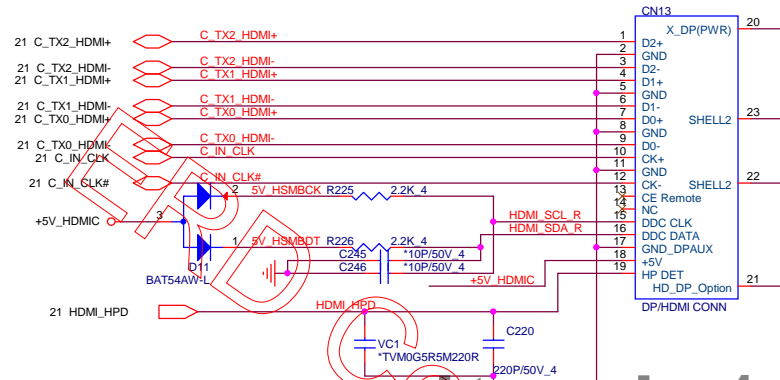 CN13
21 C_TX2_HDMI+ C_TX2_HDMI+ 1 D2+ X_DP(PWR) 20
2 GND
21 C_TX2_HDMI- C_TX2_HDMI- 3 D2-
21 C_TX1_HDMI+ C_TX1_HDMI+ 4 D1+
5 GND
21 C_TX1_HDMI- C_TX1_HDMI- 6 D1-
21 C_TX0_HDMI+ C_TX0_HDMI+ 7 D0+ SHELL2 23
8 GND
21 C_TX0_HDMI- C_TX0_HDMI- 9 D0-
21 C_IN_CLK C_IN_CLK 10 CK+
11 GND
21 C_IN_CLK# C_IN_CLK# 12 CK- SHELL2 22
2 5V_HSMBCK R225 2.2K_4 13 CE Remote
14 NC
+5V_HDMIC 3 HDMI_SCL_R 15 DDC CLK
HDMI_SDA_R 16 DDC DATA
1 5V_HSMBDT R226 2.2K_4 17 GND_DPAUX
C245 *10P/50V_4 18 +5V
D11 C246 *10P/50V_4 19 HP DET
BAT54AW-L +5V_HDMIC HD_DP_Option 21
21 HDMI_HPD HDMI_HPD DP/HDMI CONN
VC1 C220
*TVM0G5R5M220R
220P/50V_4